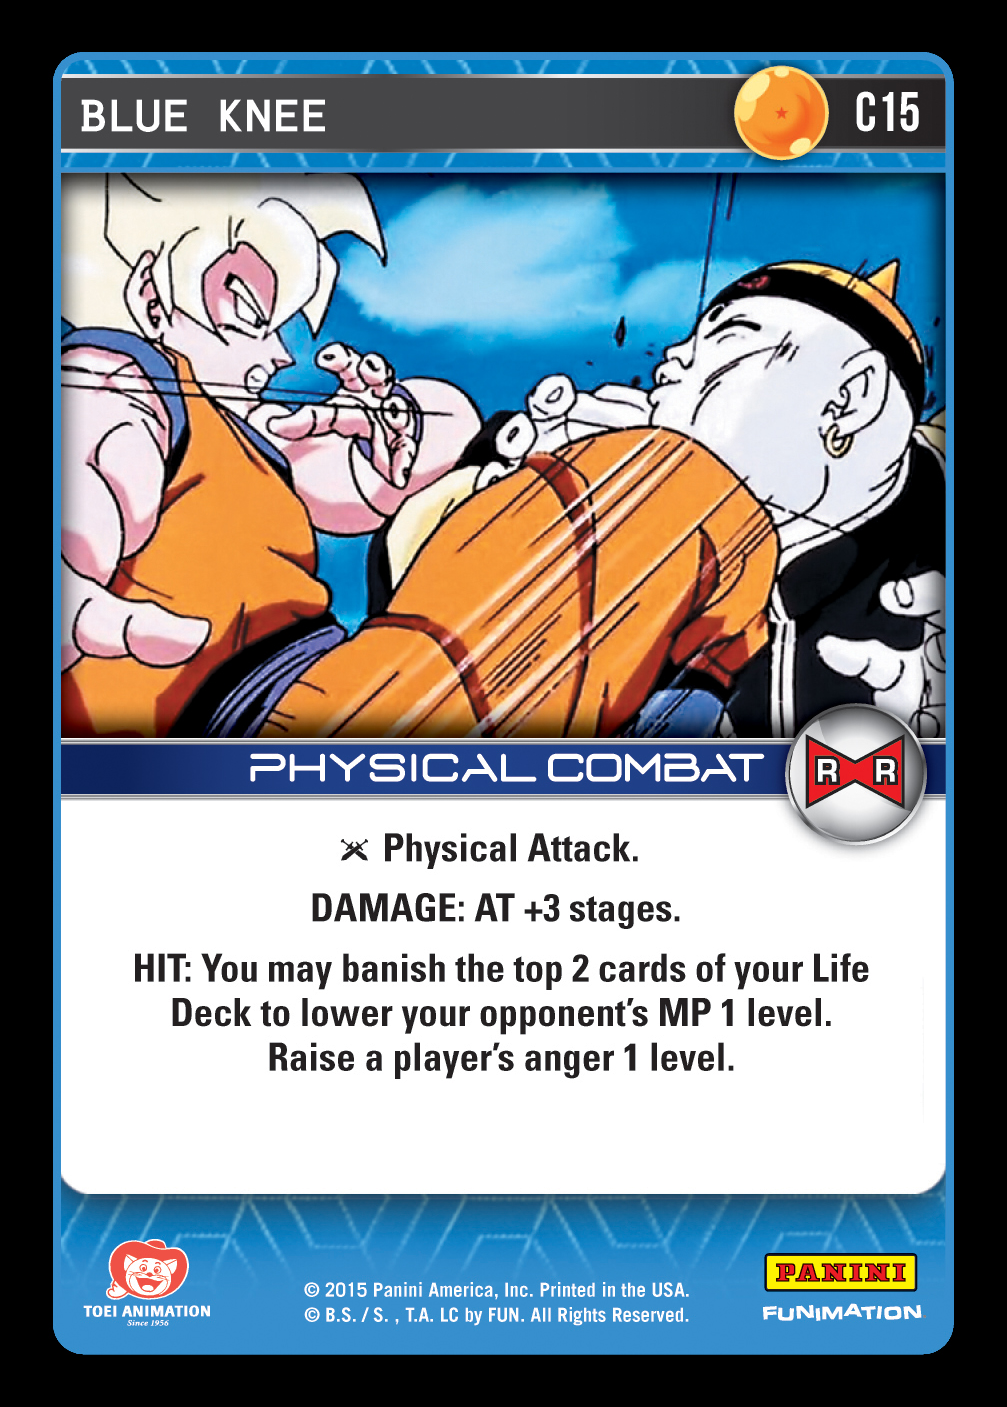 BLUE KNEE
C15
PHYSICAL COMBAT
R R
Physical Attack.
DAMAGE: AT +3 stages.
HIT: You may banish the top 2 cards of your Life
Deck to lower your opponent’s MP 1 level.
Raise a player’s anger 1 level.
TOEI ANIMATION
Since 1956
© 2015 Panini America, Inc. Printed in the USA.
© B.S. / S. , T.A. LC by FUN. All Rights Reserved.
PANINI
FUNIMATION